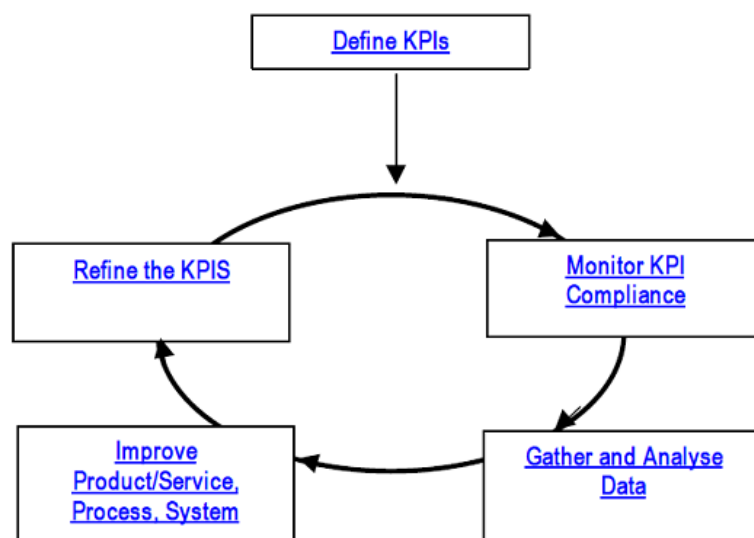 Define KPIs
Refine the KPIS
Monitor KPI
Compliance
Gather and Analyse
Data
Improve
Product/Service,
Process, System